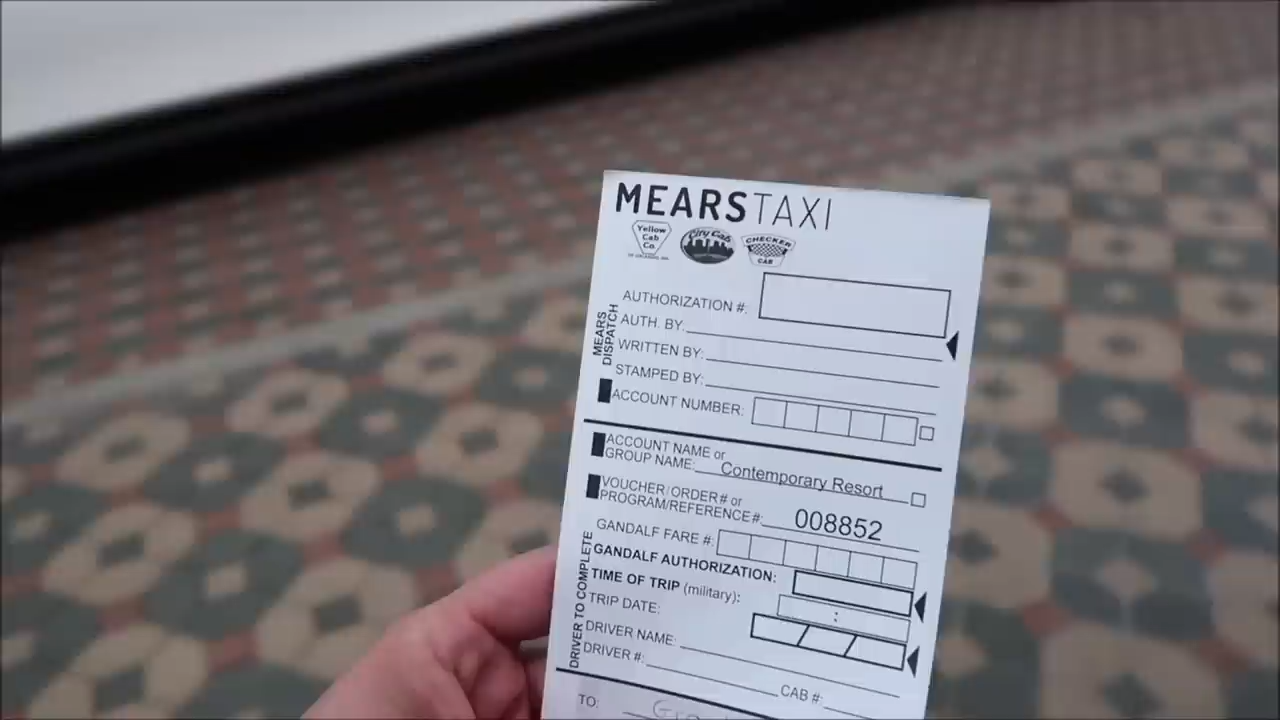 MEARS TAXI
Yellow
Cab
Co.
City Cab
CHECKER
CAB
AUTHORIZATION #:
AUTH. BY:
WRITTEN BY:
STAMPED BY:
ACCOUNT NUMBER:
MEARS
DISPATCH
ACCOUNT NAME or
GROUP NAME: Contemporary Resort
VOUCHER/ORDER # or
PROGRAM/REFERENCE #: 008852
GANDALF FARE #:
GANDALF AUTHORIZATION:
TIME OF TRIP (military): :
TRIP DATE:
DRIVER NAME:
DRIVER #: CAB #:
DRIVER TO COMPLETE
TO: